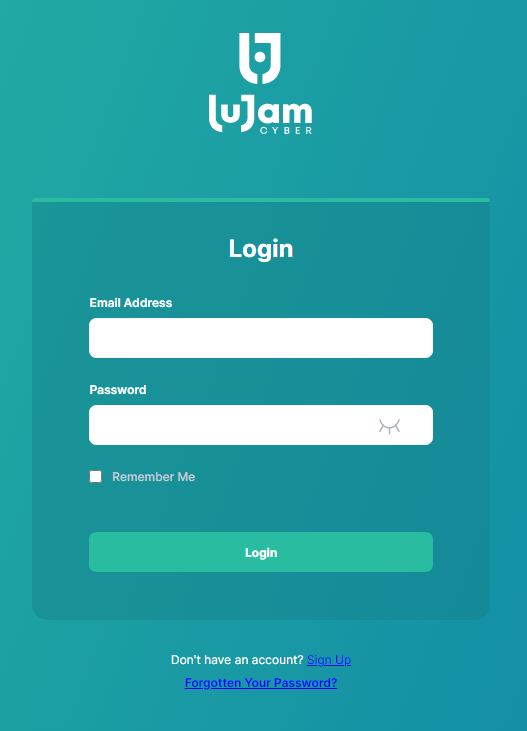 LuJam
CYBER
Login
Email Address
Password
Remember Me
Login
Don't have an account? Sign Up
Forgotten Your Password?